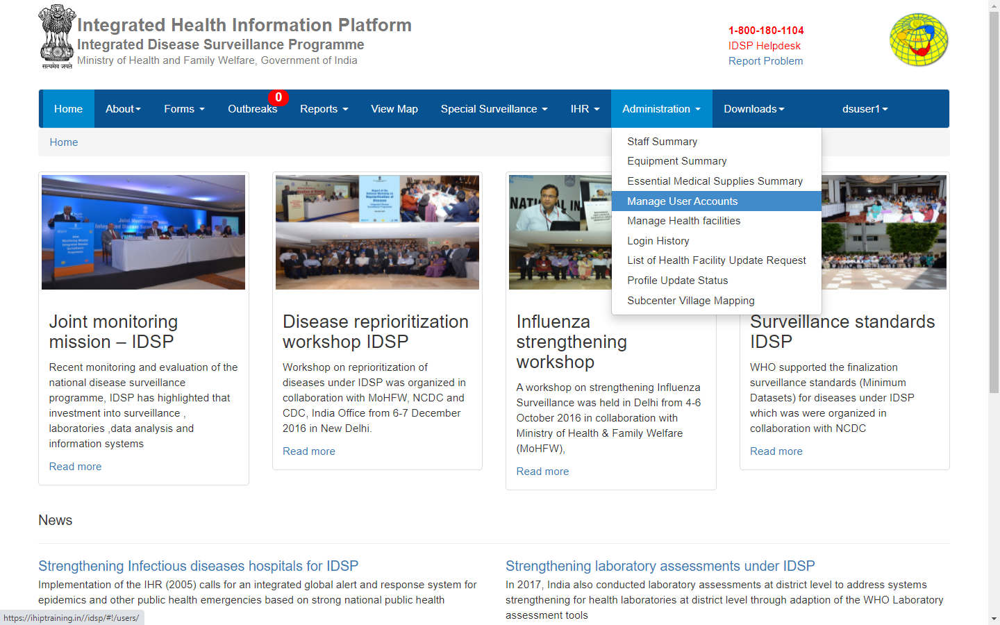 Integrated Health Information Platform
Integrated Disease Surveillance Programme
Ministry of Health and Family Welfare, Government of India
सत्यमेव जयते
1-800-180-1104
IDSP Helpdesk
Report Problem
Home
About
Forms
Outbreaks
0
Reports
View Map
Special Surveillance
IHR
Administration
Downloads
dsuser1
Home
Staff Summary
Equipment Summary
Essential Medical Supplies Summary
Manage User Accounts
Manage Health facilities
Login History
List of Health Facility Update Request
Profile Update Status
Subcenter Village Mapping
Joint monitoring
mission – IDSP
Recent monitoring and evaluation of the
national disease surveillance
programme, IDSP has highlighted that
investment into surveillance ,
laboratories ,data analysis and
information systems
Read more
Disease reprioritization
workshop IDSP
Workshop on reprioritization of
diseases under IDSP was organized in
collaboration with MoHFW, NCDC and
CDC, India Office from 6-7 December
2016 in New Delhi.
Read more
Influenza
strengthening
workshop
A workshop on strengthening Influenza
Surveillance was held in Delhi from 4-6
October 2016 in collaboration with
Ministry of Health & Family Welfare
(MoHFW),
Read more
Surveillance standards
IDSP
WHO supported the finalization
surveillance standards (Minimum
Datasets) for diseases under IDSP
which was were organized in
collaboration with NCDC
Read more
News
Strengthening Infectious diseases hospitals for IDSP
Implementation of the IHR (2005) calls for an integrated global alert and response system for
epidemics and other public health emergencies based on strong national public health
Strengthening laboratory assessments under IDSP
In 2017, India also conducted laboratory assessments at district level to address systems
strengthening for health laboratories at district level through adaption of the WHO Laboratory
assessment tools
https://ihiptraining.in//idsp/#!/users/